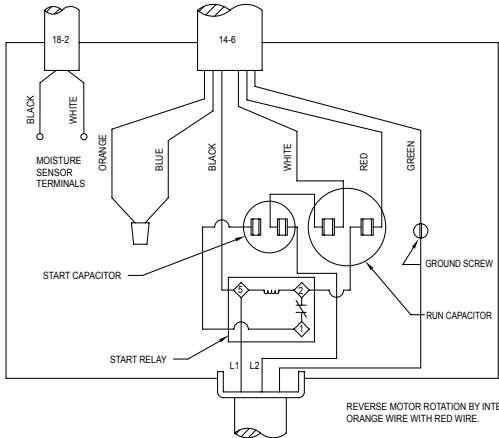 18-2
14-6
BLACK
WHITE
ORANGE
BLUE
BLACK
WHITE
RED
GREEN
MOISTURE
SENSOR
TERMINALS
START CAPACITOR
GROUND SCREW
RUN CAPACITOR
5
2
1
START RELAY
L1
L2
REVERSE MOTOR ROTATION BY
ORANGE WIRE WITH RED WIRE.